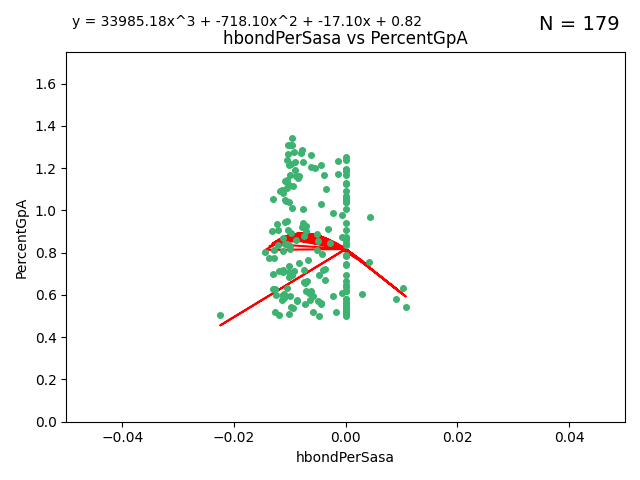 y = 33985.18x^3 + -718.10x^2 + -17.10x + 0.82
N = 179
hbondPerSasa vs PercentGpA
1.6
1.4
1.2
1.0
0.8
0.6
0.4
0.2
0.0
PercentGpA
−0.04 −0.02 0.00 0.02 0.04
hbondPerSasa